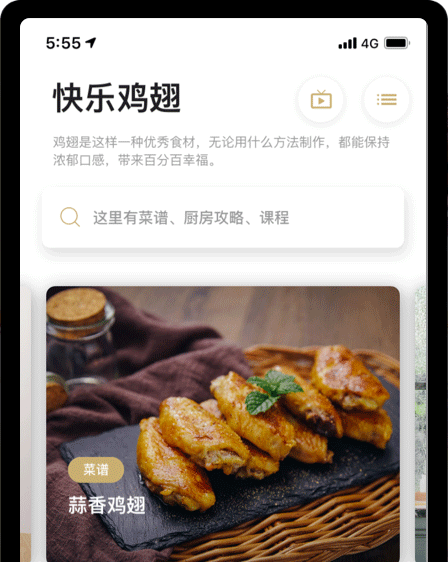 5:55
4G
快乐鸡翅
鸡翅是这样一种优秀食材，无论用什么方法制作，都能保持
浓郁口感，带来百分百幸福。
这里有菜谱、厨房攻略、课程
菜谱
蒜香鸡翅